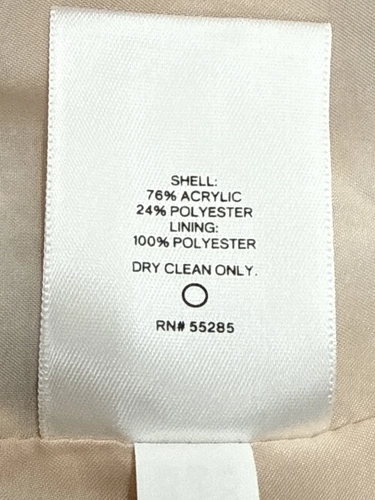 SHELL:
76% ACRYLIC
24% POLYESTER
LINING:
100% POLYESTER
DRY CLEAN ONLY.
RN# 55285